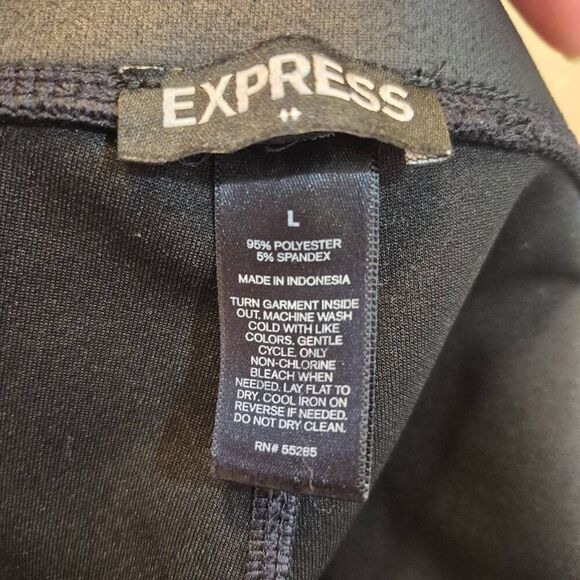 EXPRESS
L
95% POLYESTER
5% SPANDEX
MADE IN INDONESIA
TURN GARMENT INSIDE
OUT. MACHINE WASH
COLD WITH LIKE
COLORS. GENTLE
CYCLE. ONLY
NON-CHLORINE
BLEACH WHEN
NEEDED. LAY FLAT TO
DRY. COOL IRON ON
REVERSE IF NEEDED.
DO NOT DRY CLEAN.
RN# 55285